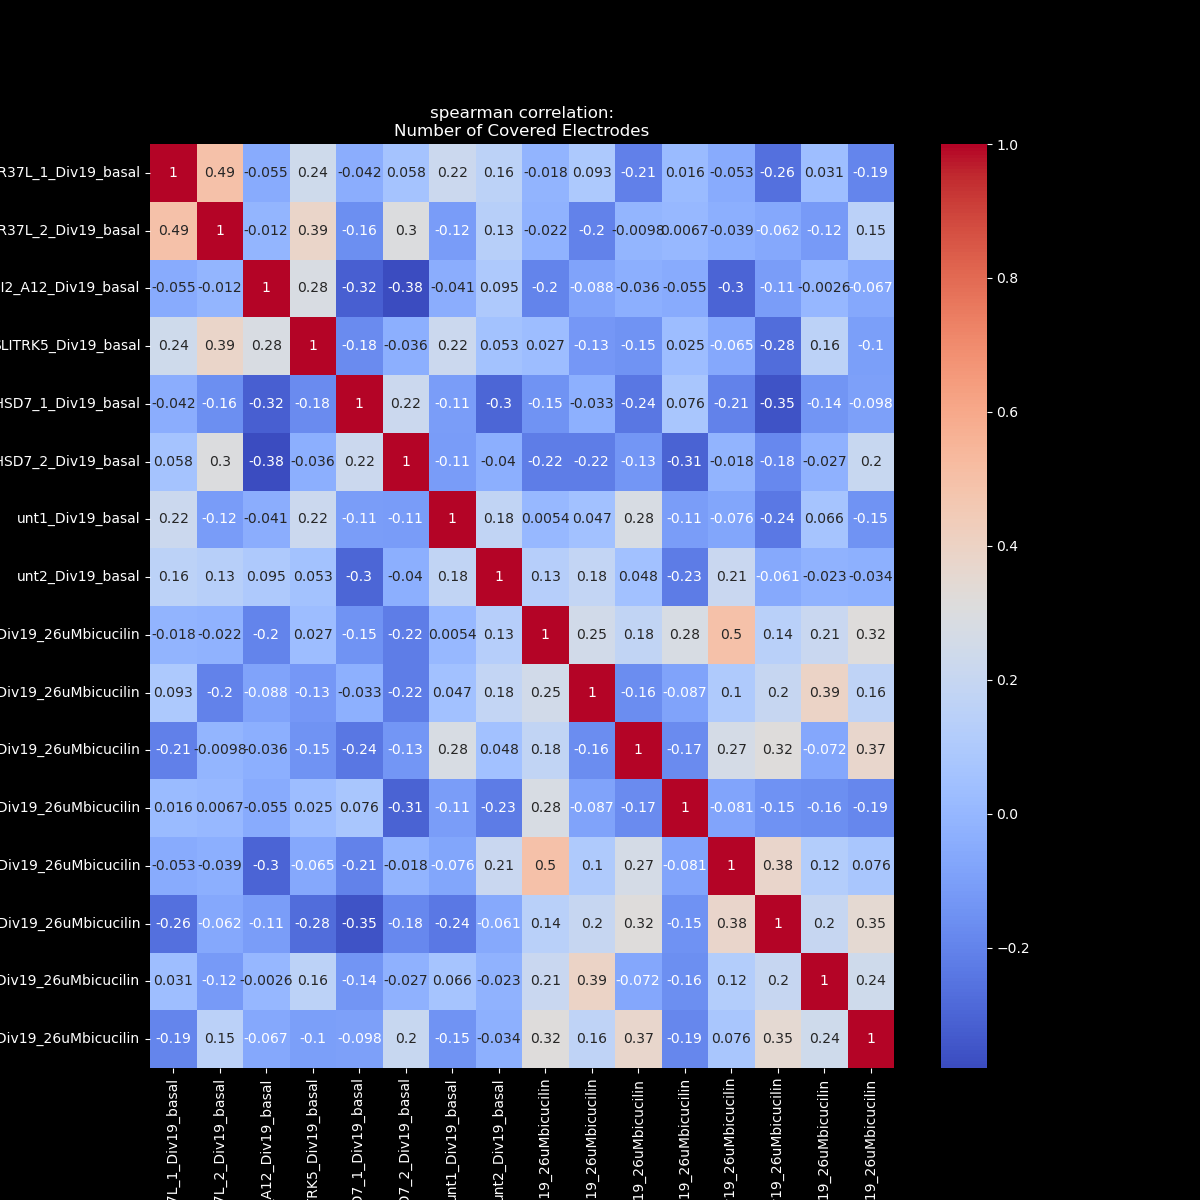 spearman correlation:
Number of Covered Electrodes
R37L_1_Div19_basal 1 0.49 -0.055 0.24 -0.042 0.058 0.22 0.16 -0.018 0.093 -0.21 0.016 -0.053 -0.26 0.031 -0.19
R37L_2_Div19_basal 0.49 1 -0.012 0.39 -0.16 0.3 -0.12 0.13 -0.022 -0.2 -0.0098 0.0067 -0.039 -0.062 -0.12 0.15
I2_A12_Div19_basal -0.055 -0.012 1 0.28 -0.32 -0.38 -0.041 0.095 -0.2 -0.088 -0.036 -0.055 -0.3 -0.11 -0.0026 -0.067
SLITRK5_Div19_basal 0.24 0.39 0.28 1 -0.18 -0.036 0.22 0.053 0.027 -0.13 -0.15 0.025 -0.065 -0.28 0.16 -0.1
HSD7_1_Div19_basal -0.042 -0.16 -0.32 -0.18 1 0.22 -0.11 -0.3 -0.15 -0.033 -0.24 0.076 -0.21 -0.35 -0.14 -0.098
HSD7_2_Div19_basal 0.058 0.3 -0.38 -0.036 0.22 1 -0.11 -0.04 -0.22 -0.22 -0.13 -0.31 -0.018 -0.18 -0.027 0.2
unt1_Div19_basal 0.22 -0.12 -0.041 0.22 -0.11 -0.11 1 0.18 0.0054 0.047 0.28 -0.11 -0.076 -0.24 0.066 -0.15
unt2_Div19_basal 0.16 0.13 0.095 0.053 -0.3 -0.04 0.18 1 0.13 0.18 0.048 -0.23 0.21 -0.061 -0.023 -0.034
Div19_26uMbicucilin -0.018 -0.022 -0.2 0.027 -0.15 -0.22 0.0054 0.13 1 0.25 0.18 0.28 0.5 0.14 0.21 0.32
Div19_26uMbicucilin 0.093 -0.2 -0.088 -0.13 -0.033 -0.22 0.047 0.18 0.25 1 -0.16 -0.087 0.1 0.2 0.39 0.16
Div19_26uMbicucilin -0.21 -0.0098 -0.036 -0.15 -0.24 -0.13 0.28 0.048 0.18 -0.16 1 -0.17 0.27 0.32 -0.072 0.37
Div19_26uMbicucilin 0.016 0.0067 -0.055 0.025 0.076 -0.31 -0.11 -0.23 0.28 -0.087 -0.17 1 -0.081 -0.15 -0.16 -0.19
Div19_26uMbicucilin -0.053 -0.039 -0.3 -0.065 -0.21 -0.018 -0.076 0.21 0.5 0.1 0.27 -0.081 1 0.38 0.12 0.076
Div19_26uMbicucilin -0.26 -0.062 -0.11 -0.28 -0.35 -0.18 -0.24 -0.061 0.14 0.2 0.32 -0.15 0.38 1 0.2 0.35
Div19_26uMbicucilin 0.031 -0.12 -0.0026 0.16 -0.14 -0.027 0.066 -0.023 0.21 0.39 -0.072 -0.16 0.12 0.2 1 0.24
Div19_26uMbicucilin -0.19 0.15 -0.067 -0.1 -0.098 0.2 -0.15 -0.034 0.32 0.16 0.37 -0.19 0.076 0.35 0.24 1
7L_1_Div19_basal
7L_2_Div19_basal
A12_Div19_basal
TRK5_Div19_basal
D7_1_Div19_basal
D7_2_Div19_basal
unt1_Div19_basal
unt2_Div19_basal
19_26uMbicucilin
19_26uMbicucilin
19_26uMbicucilin
19_26uMbicucilin
19_26uMbicucilin
19_26uMbicucilin
19_26uMbicucilin
19_26uMbicucilin
1.0
0.8
0.6
0.4
0.2
0.0
−0.2